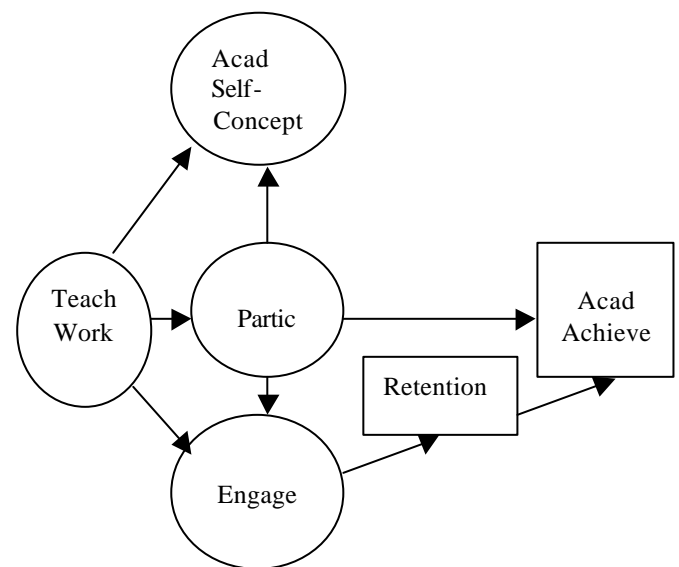 Acad
Self-
Concept
Teach
Work
Partic
Acad
Achieve
Retention
Engage